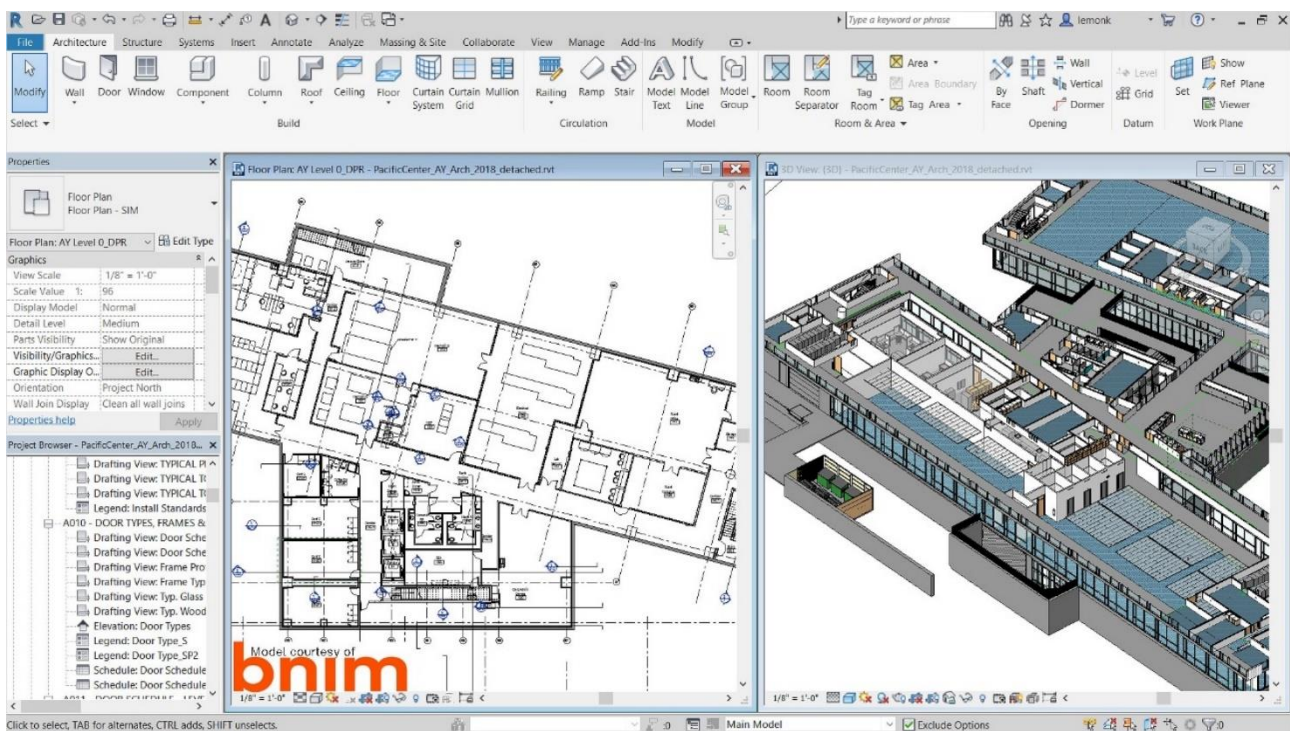 Type a keyword or phrase
lemonk
File Architecture Structure Systems Insert Annotate Analyze Massing & Site Collaborate View Manage Add-Ins Modify
Modify Wall Door Window Component Column Roof Ceiling Floor Curtain System Curtain Grid Mullion Railing Ramp Stair Model Text Model Line Model Group Room Room Separator Tag Room Area Area Boundary Tag Area By Face Shaft Wall Vertical Dormer Level Grid Set Show Ref Plane Viewer
Select Build Circulation Model Room & Area Opening Datum Work Plane
Properties
Floor Plan
Floor Plan - SIM
Floor Plan: AY Level 0_DPR Edit Type
Graphics
View Scale 1/8" = 1'-0"
Scale Value 1: 96
Display Model Normal
Detail Level Medium
Parts Visibility Show Original
Visibility/Graphics... Edit...
Graphic Display O... Edit...
Orientation Project North
Wall Join Display Clean all wall joins
Properties help Apply
Project Browser - PacificCenter_AY_Arch_2018...
Drafting View: TYPICAL
Drafting View: TYPICAL
Drafting View: TYPICAL
Legend: Install Standards
A010 - DOOR TYPES, FRAMES &
Drafting View: Door Sche
Drafting View: Door Sche
Drafting View: Frame Pro
Drafting View: Frame Typ
Drafting View: Typ. Glass
Drafting View: Typ. Wood
Elevation: Door Types
Legend: Door Type_S
Legend: Door Type_SP2
Schedule: Door Schedule
Schedule: Door Schedule
Floor Plan: AY Level 0_DPR - PacificCenter_AY_Arch_2018_detached.rvt
Model courtesy of
bnim
1/8" = 1'-0"
3D View: {3D} - PacificCenter_AY_Arch_2018_detached.rvt
1/8" = 1'-0"
Click to select, TAB for alternates, CTRL adds, SHIFT unselects.
:0
Main Model
Exclude Options
:0